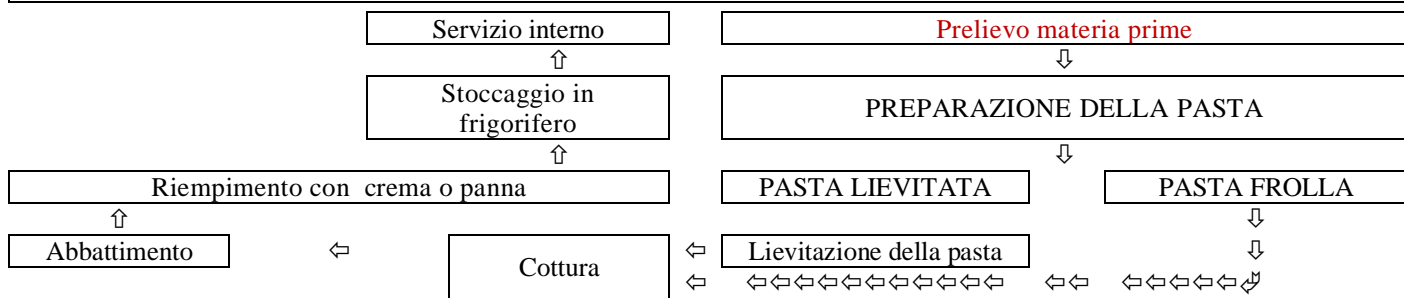 Servizio interno
Prelievo materia prime
⇧
⇩
Stoccaggio in
frigorifero
PREPARAZIONE DELLA PASTA
⇧
⇩
Riempimento con crema o panna
PASTA LIEVITATA
PASTA FROLLA
⇧
⇩
Abbattimento
⇦
Cottura
⇦
Lievitazione della pasta
⇩
⇦ ⇦⇦⇦⇦⇦⇦⇦⇦⇦⇦⇦ ⇦⇦ ⇦⇦⇦⇦⇦